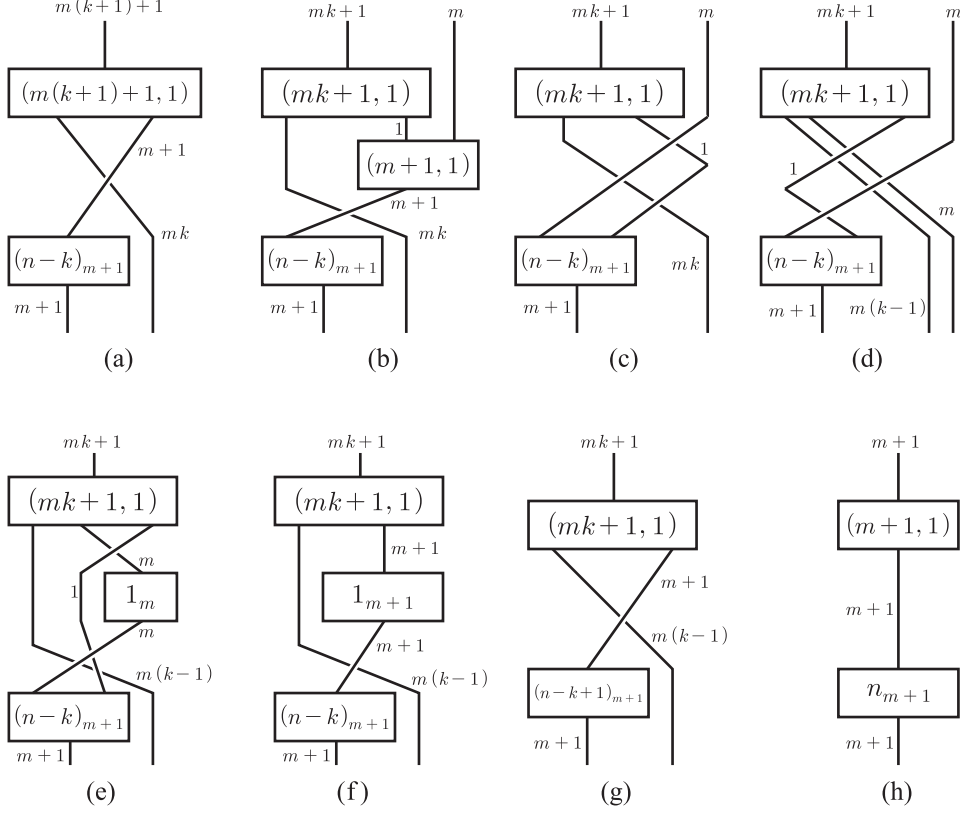 m(k+1)+1
(m(k+1)+1,1)
m+1
mk
(n−k)_{m+1}
m+1
(a)
mk+1
m
(mk+1,1)
1
(m+1,1)
m+1
mk
(n−k)_{m+1}
m+1
(b)
mk+1
m
(mk+1,1)
1
(n−k)_{m+1}
mk
m+1
(c)
mk+1
m
(mk+1,1)
1
m
(n−k)_{m+1}
m+1
m(k−1)
(d)
mk+1
(mk+1,1)
m
1
1_m
m
m(k−1)
(n−k)_{m+1}
m+1
(e)
mk+1
(mk+1,1)
m+1
1_{m+1}
m+1
m(k−1)
(n−k)_{m+1}
m+1
(f)
mk+1
(mk+1,1)
m+1
m(k−1)
(n−k+1)_{m+1}
m+1
(g)
m+1
(m+1,1)
m+1
n_{m+1}
m+1
(h)